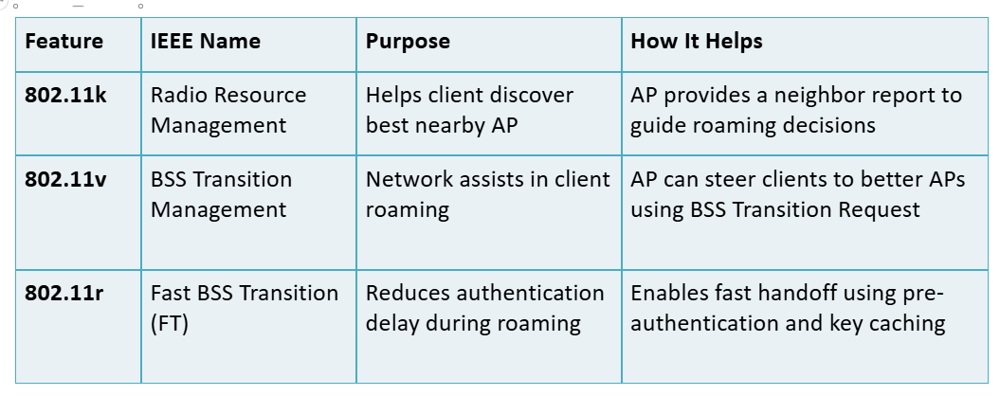 Feature IEEE Name Purpose How It Helps
802.11k Radio Resource Management Helps client discover best nearby AP AP provides a neighbor report to guide roaming decisions
802.11v BSS Transition Management Network assists in client roaming AP can steer clients to better APs using BSS Transition Request
802.11r Fast BSS Transition (FT) Reduces authentication delay during roaming Enables fast handoff using pre-authentication and key caching